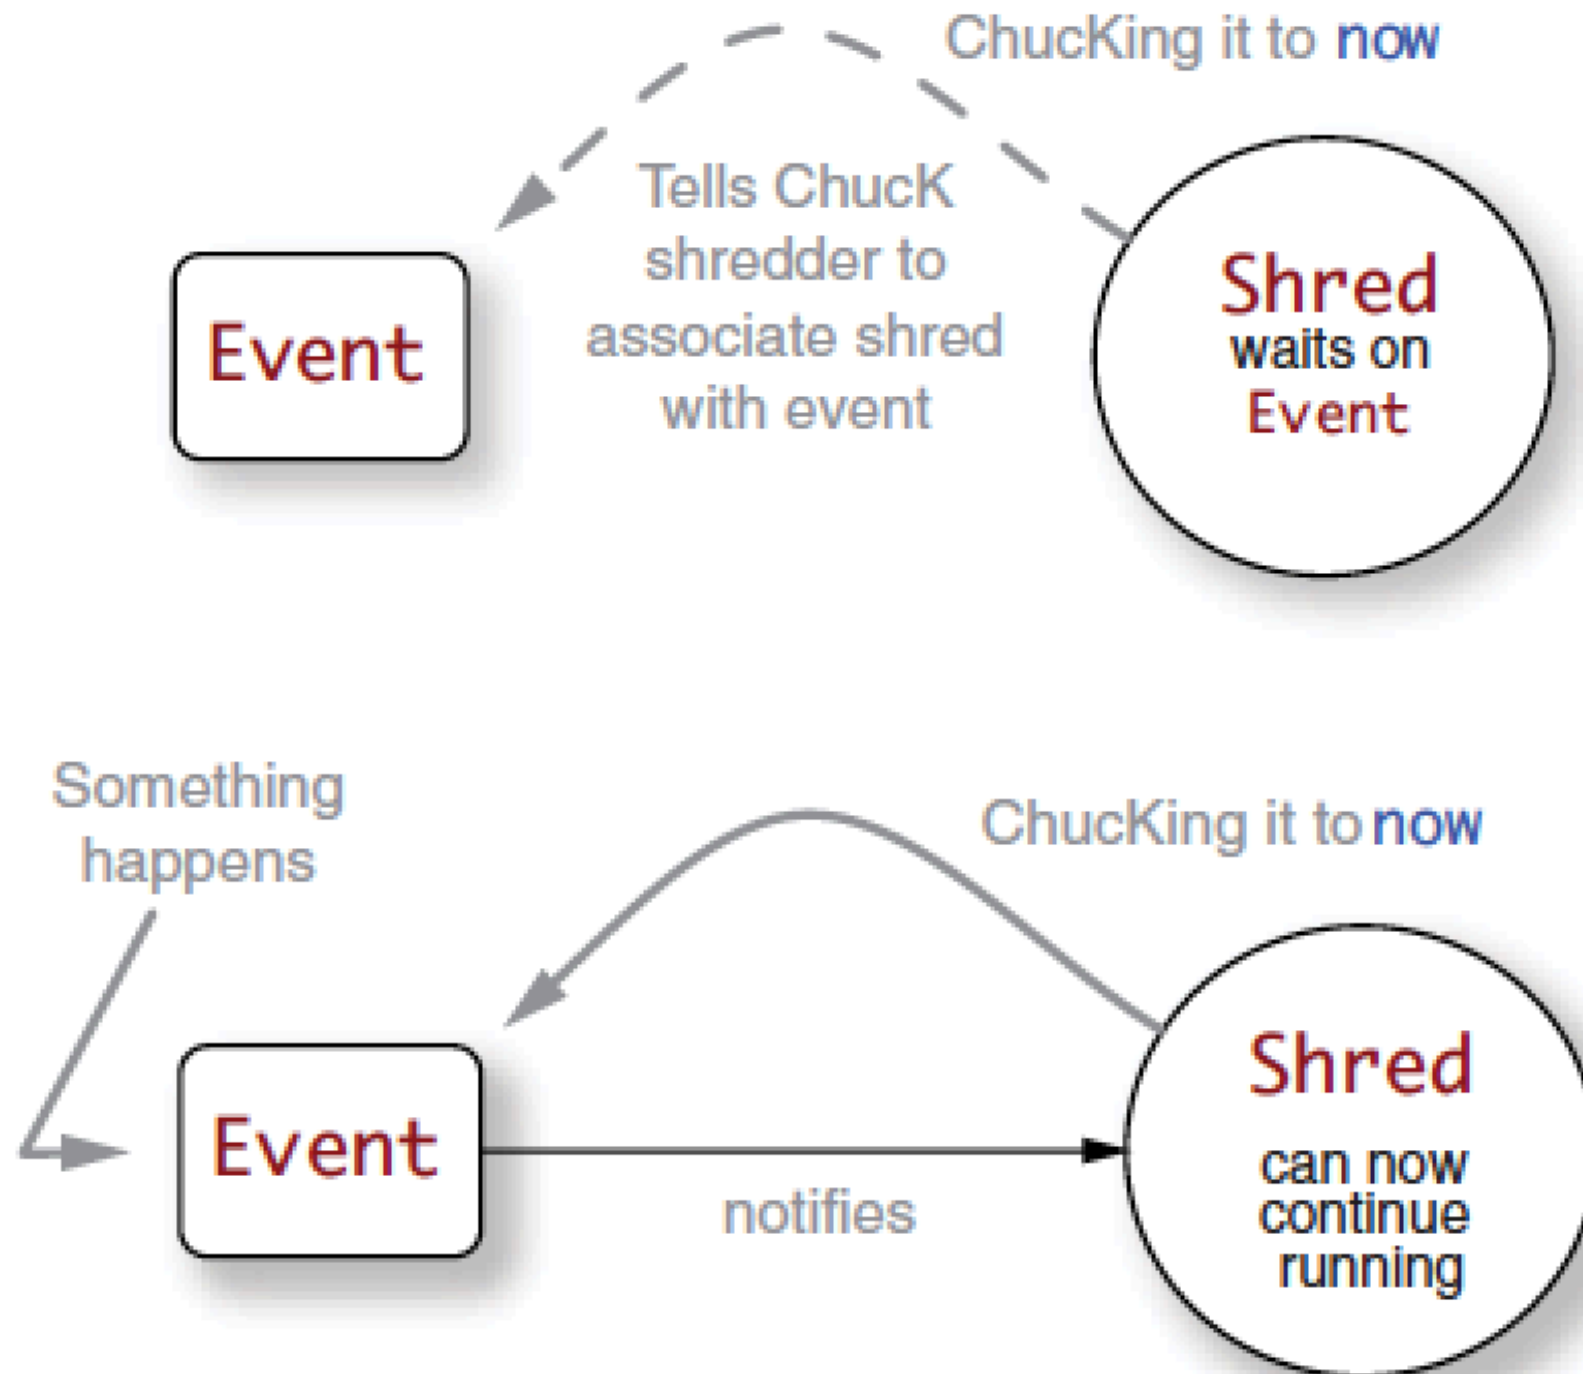 ChucKing it to now
Tells ChucK
shredder to
associate shred
with event
Event
Shred
waits on
Event
Something
happens
ChucKing it to now
Event
notifies
Shred
can now
continue
running